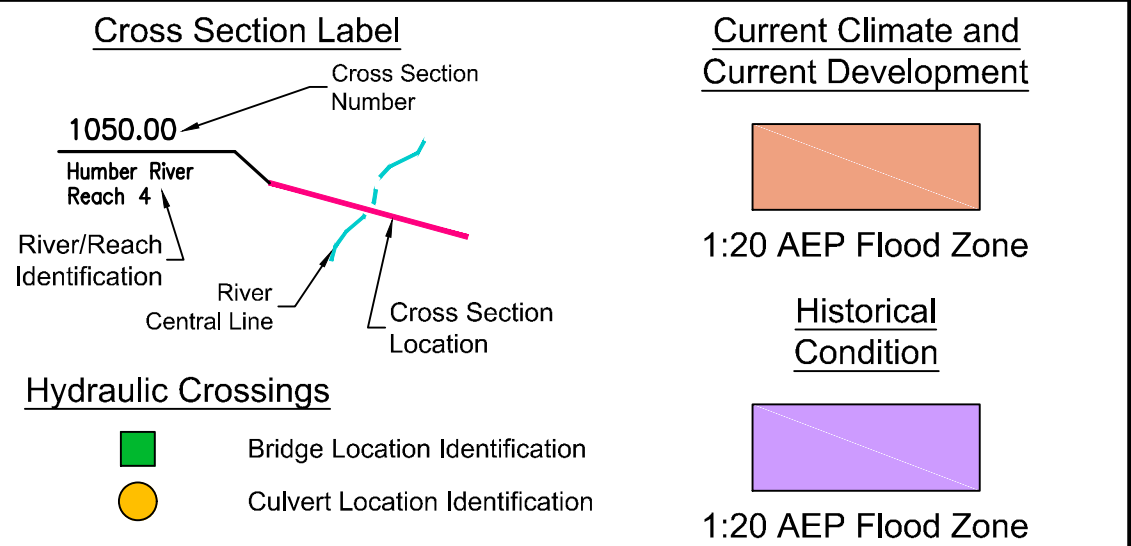 Cross Section Label
Cross Section
Number
1050.00
Humber River
Reach 4
River/Reach
Identification
River
Central Line
Cross Section
Location
Hydraulic Crossings
Bridge Location Identification
Culvert Location Identification
Current Climate and
Current Development
1:20 AEP Flood Zone
Historical
Condition
1:20 AEP Flood Zone